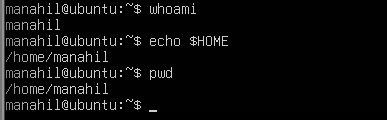 manahil@ubuntu:~$ whoami
manahil
manahil@ubuntu:~$ echo $HOME
/home/manahil
manahil@ubuntu:~$ pwd
/home/manahil
manahil@ubuntu:~$ _